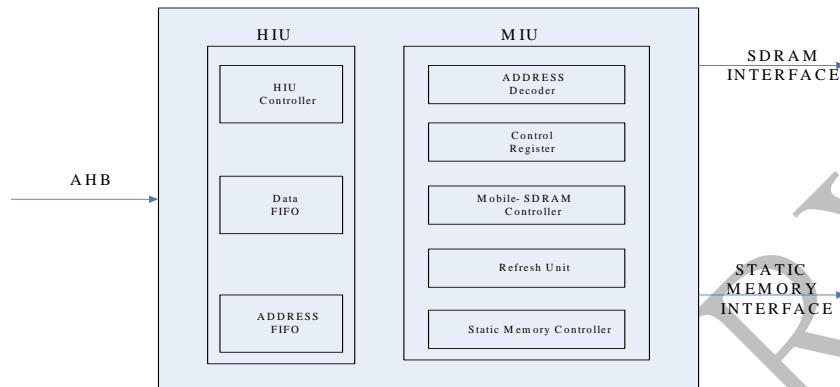 HIU
MIU
HIU
Controller
ADDRESS
Decoder
SDRAM
INTERFACE
Control
Register
AHB
Data
FIFO
Mobile-SDRAM
Controller
Refresh Unit
STATIC
MEMORY
INTERFACE
ADDRESS
FIFO
Static Memory Controller